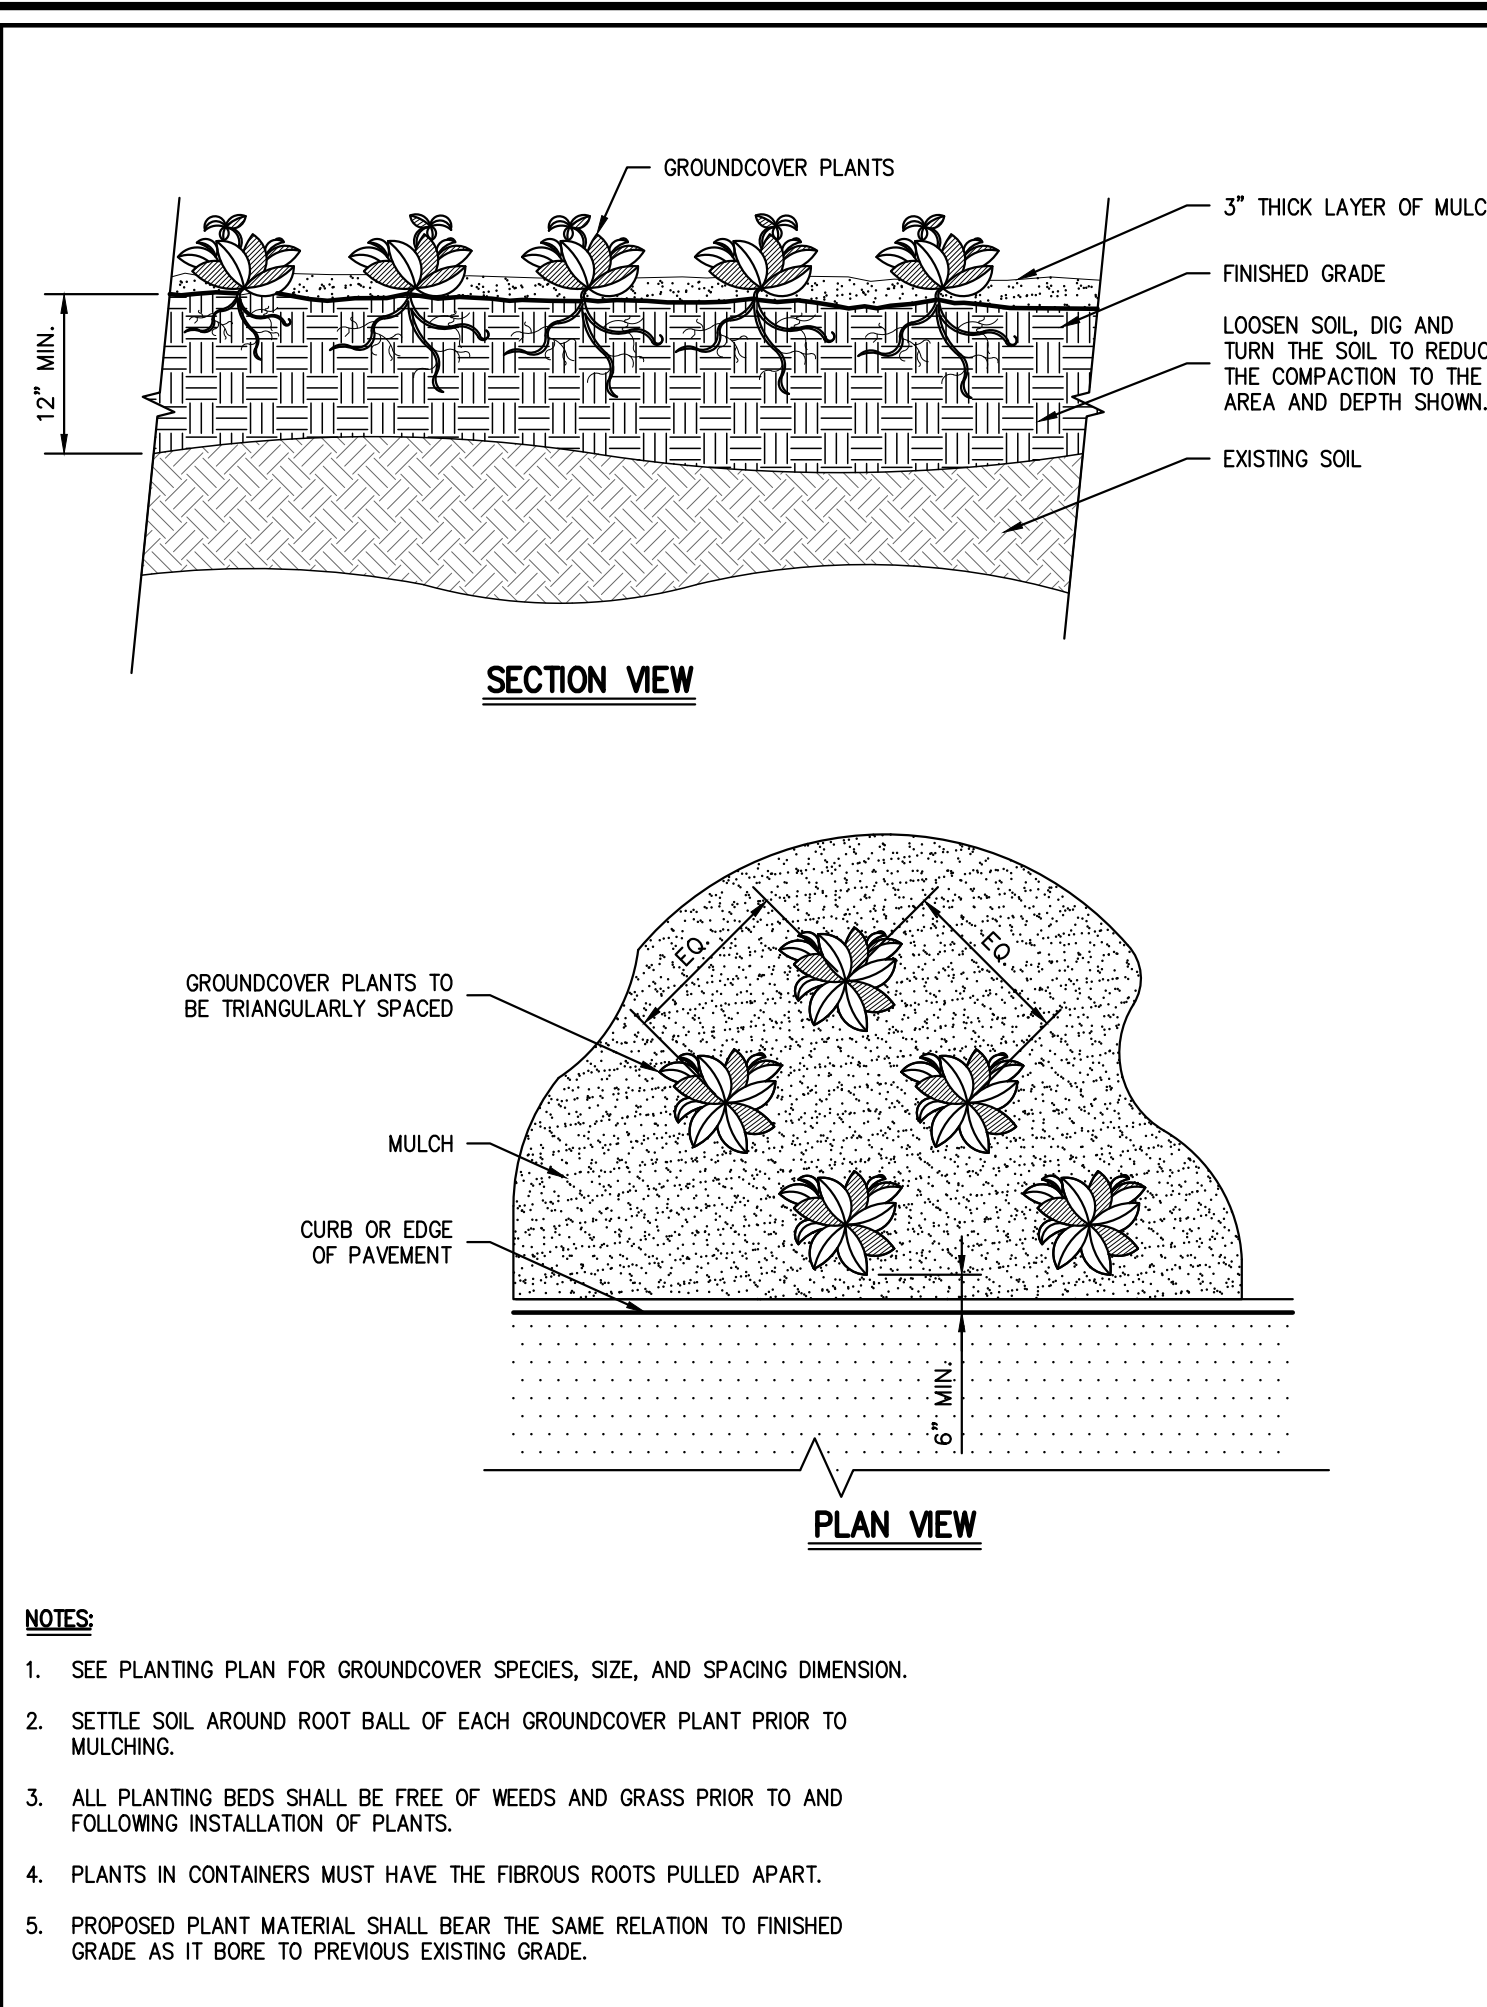 GROUNDCOVER PLANTS
3" THICK LAYER OF MULC
FINISHED GRADE
LOOSEN SOIL, DIG AND
TURN THE SOIL TO REDUC
THE COMPACTION TO THE
AREA AND DEPTH SHOWN.
EXISTING SOIL
12" MIN.
SECTION VIEW
EQ.
EQ.
GROUNDCOVER PLANTS TO
BE TRIANGULARLY SPACED
MULCH
CURB OR EDGE
OF PAVEMENT
6" MIN.
PLAN VIEW
NOTES:
1. SEE PLANTING PLAN FOR GROUNDCOVER SPECIES, SIZE, AND SPACING DIMENSION.
2. SETTLE SOIL AROUND ROOT BALL OF EACH GROUNDCOVER PLANT PRIOR TO
MULCHING.
3. ALL PLANTING BEDS SHALL BE FREE OF WEEDS AND GRASS PRIOR TO AND
FOLLOWING INSTALLATION OF PLANTS.
4. PLANTS IN CONTAINERS MUST HAVE THE FIBROUS ROOTS PULLED APART.
5. PROPOSED PLANT MATERIAL SHALL BEAR THE SAME RELATION TO FINISHED
GRADE AS IT BORE TO PREVIOUS EXISTING GRADE.